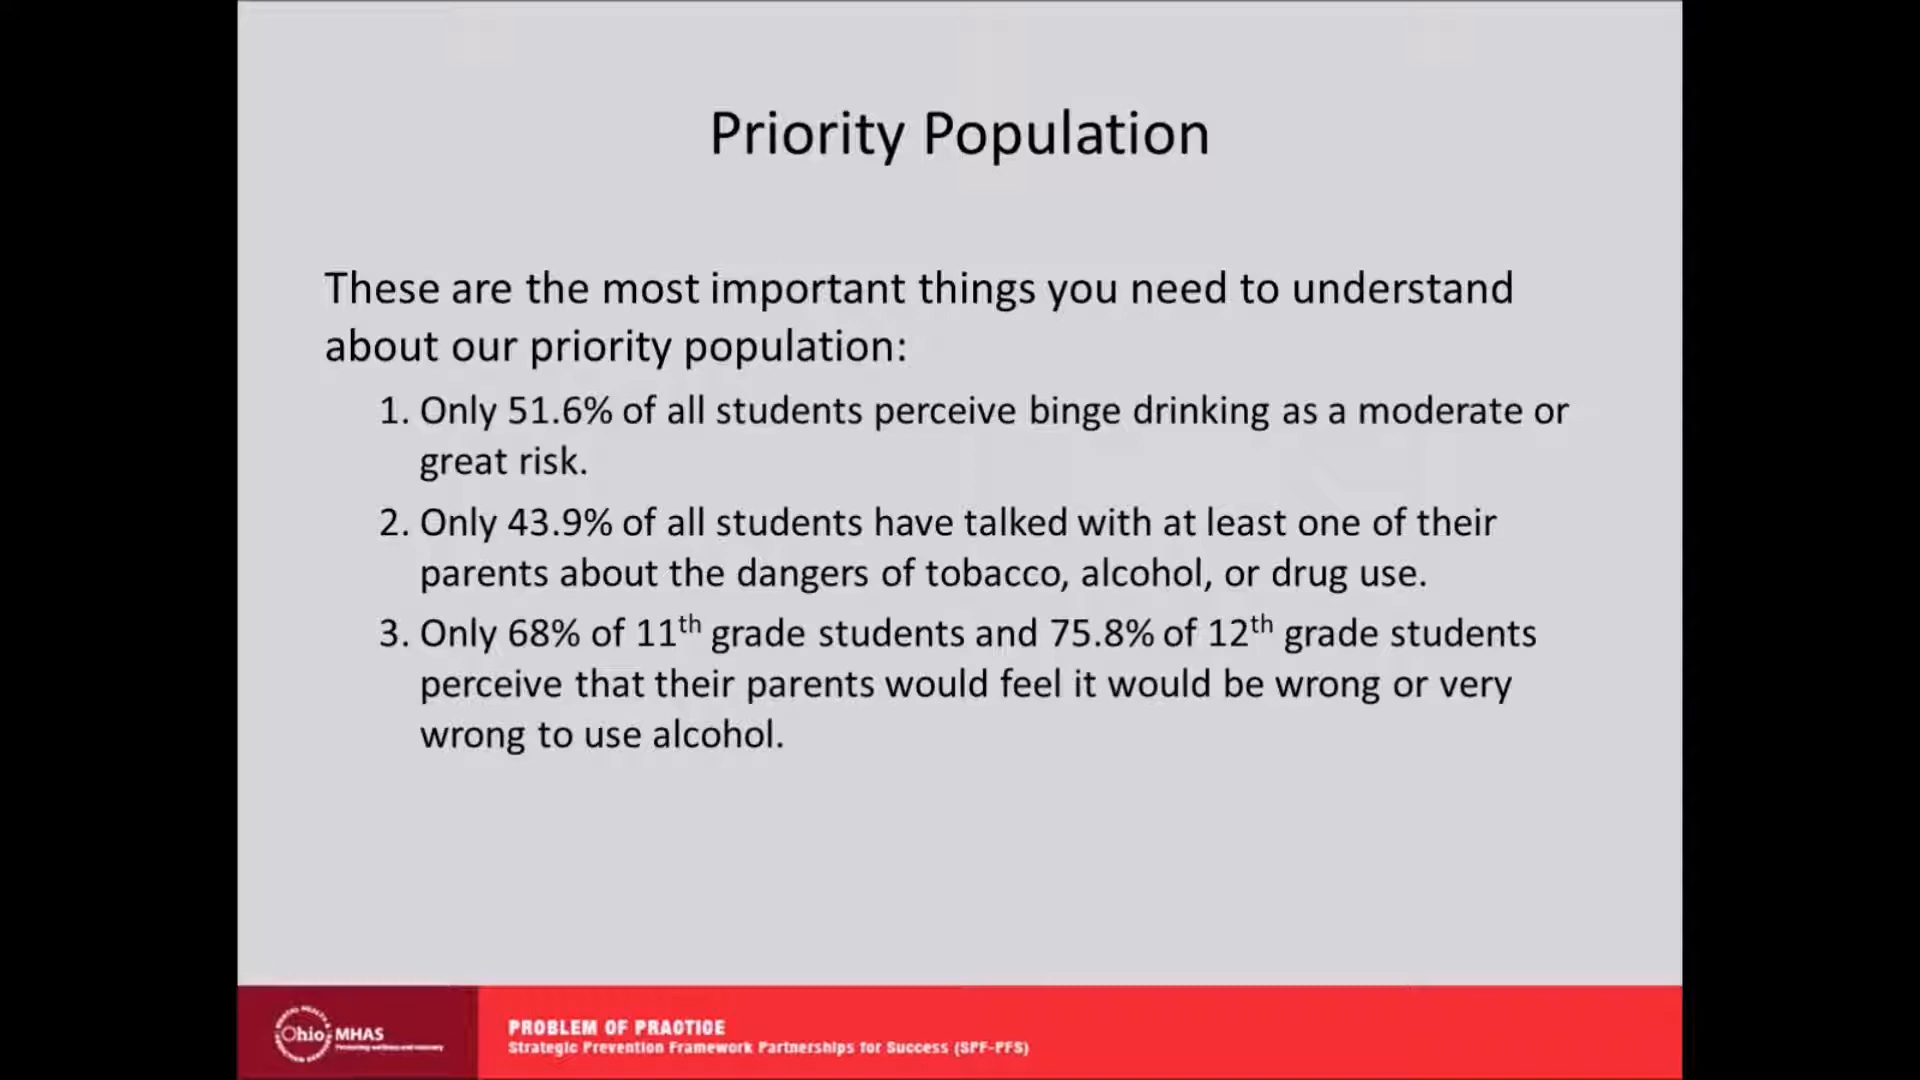 Priority Population
These are the most important things you need to understand
about our priority population:
1. Only 51.6% of all students perceive binge drinking as a moderate or
great risk.
2. Only 43.9% of all students have talked with at least one of their
parents about the dangers of tobacco, alcohol, or drug use.
3. Only 68% of 11th grade students and 75.8% of 12th grade students
perceive that their parents would feel it would be wrong or very
wrong to use alcohol.
Ohio MHAS
PROBLEM OF PRACTICE
Strategic Prevention Framework Partnerships for Success (SPF-PFS)